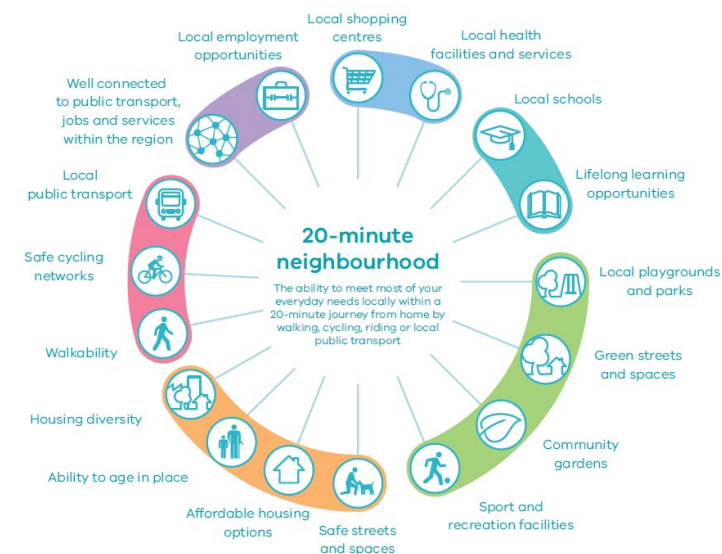 Local shopping
centres
Local health
facilities and services
Local schools
Lifelong learning
opportunities
Local playgrounds
and parks
Green streets
and spaces
Community
gardens
Sport and
recreation facilities
Safe streets
and spaces
Affordable housing
options
Ability to age in place
Housing diversity
Walkability
Safe cycling
networks
Local
public transport
Well connected
to public transport,
jobs and services
within the region
Local employment
opportunities
20-minute
neighbourhood
The ability to meet most of your
everyday needs locally within a
20-minute journey from home by
walking, cycling, riding or local
public transport